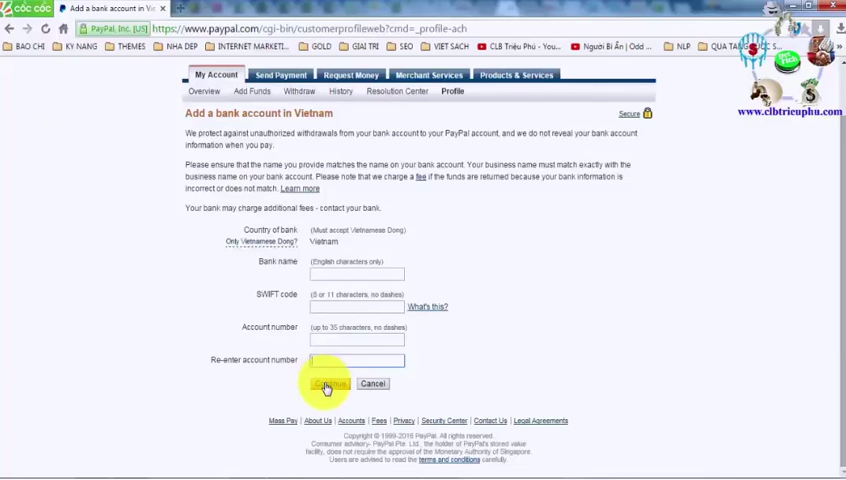 CỐC CỐC
Add a bank account in Vi
PayPal, Inc. [US]
https://www.paypal.com/cgi-bin/customerprofileweb?cmd=_profile-ach
BAO CHI KY NANG THEMES NHA DEP INTERNET MARKETI... GOLD GIAI TRI SEO VIET SACH CLB Triệu Phú - YouT Người Bí Ẩn | Odd ... NLP QUA TANG
www.clbtrieuphu.com
My Account Send Payment Request Money Merchant Services Products & Services
Overview Add Funds Withdraw History Resolution Center Profile
Add a bank account in Vietnam
Secure
We protect against unauthorized withdrawals from your bank account to your PayPal account, and we do not reveal your bank account
information when you pay.
Please ensure that the name you provide matches the name on your bank account. Your business name must match exactly with the
business name on your bank account. Please note that we charge a fee if the funds are returned because your bank information is
incorrect or does not match. Learn more
Your bank may charge additional fees - contact your bank.
Country of bank (Must accept Vietnamese Dong)
Only Vietnamese Dong? Vietnam
Bank name (English characters only)
SWIFT code (8 or 11 characters, no dashes)
What's this?
Account number (up to 35 characters, no dashes)
Re-enter account number
Continue Cancel
Mass Pay | About Us | Accounts | Fees | Privacy | Security Center | Contact Us | Legal Agreements
Copyright © 1999-2016 PayPal. All rights reserved.
Consumer advisory- PayPal Pte. Ltd., the holder of PayPal's stored value
facility, does not require the approval of the Monetary Authority of Singapore.
Users are advised to read the terms and conditions carefully.